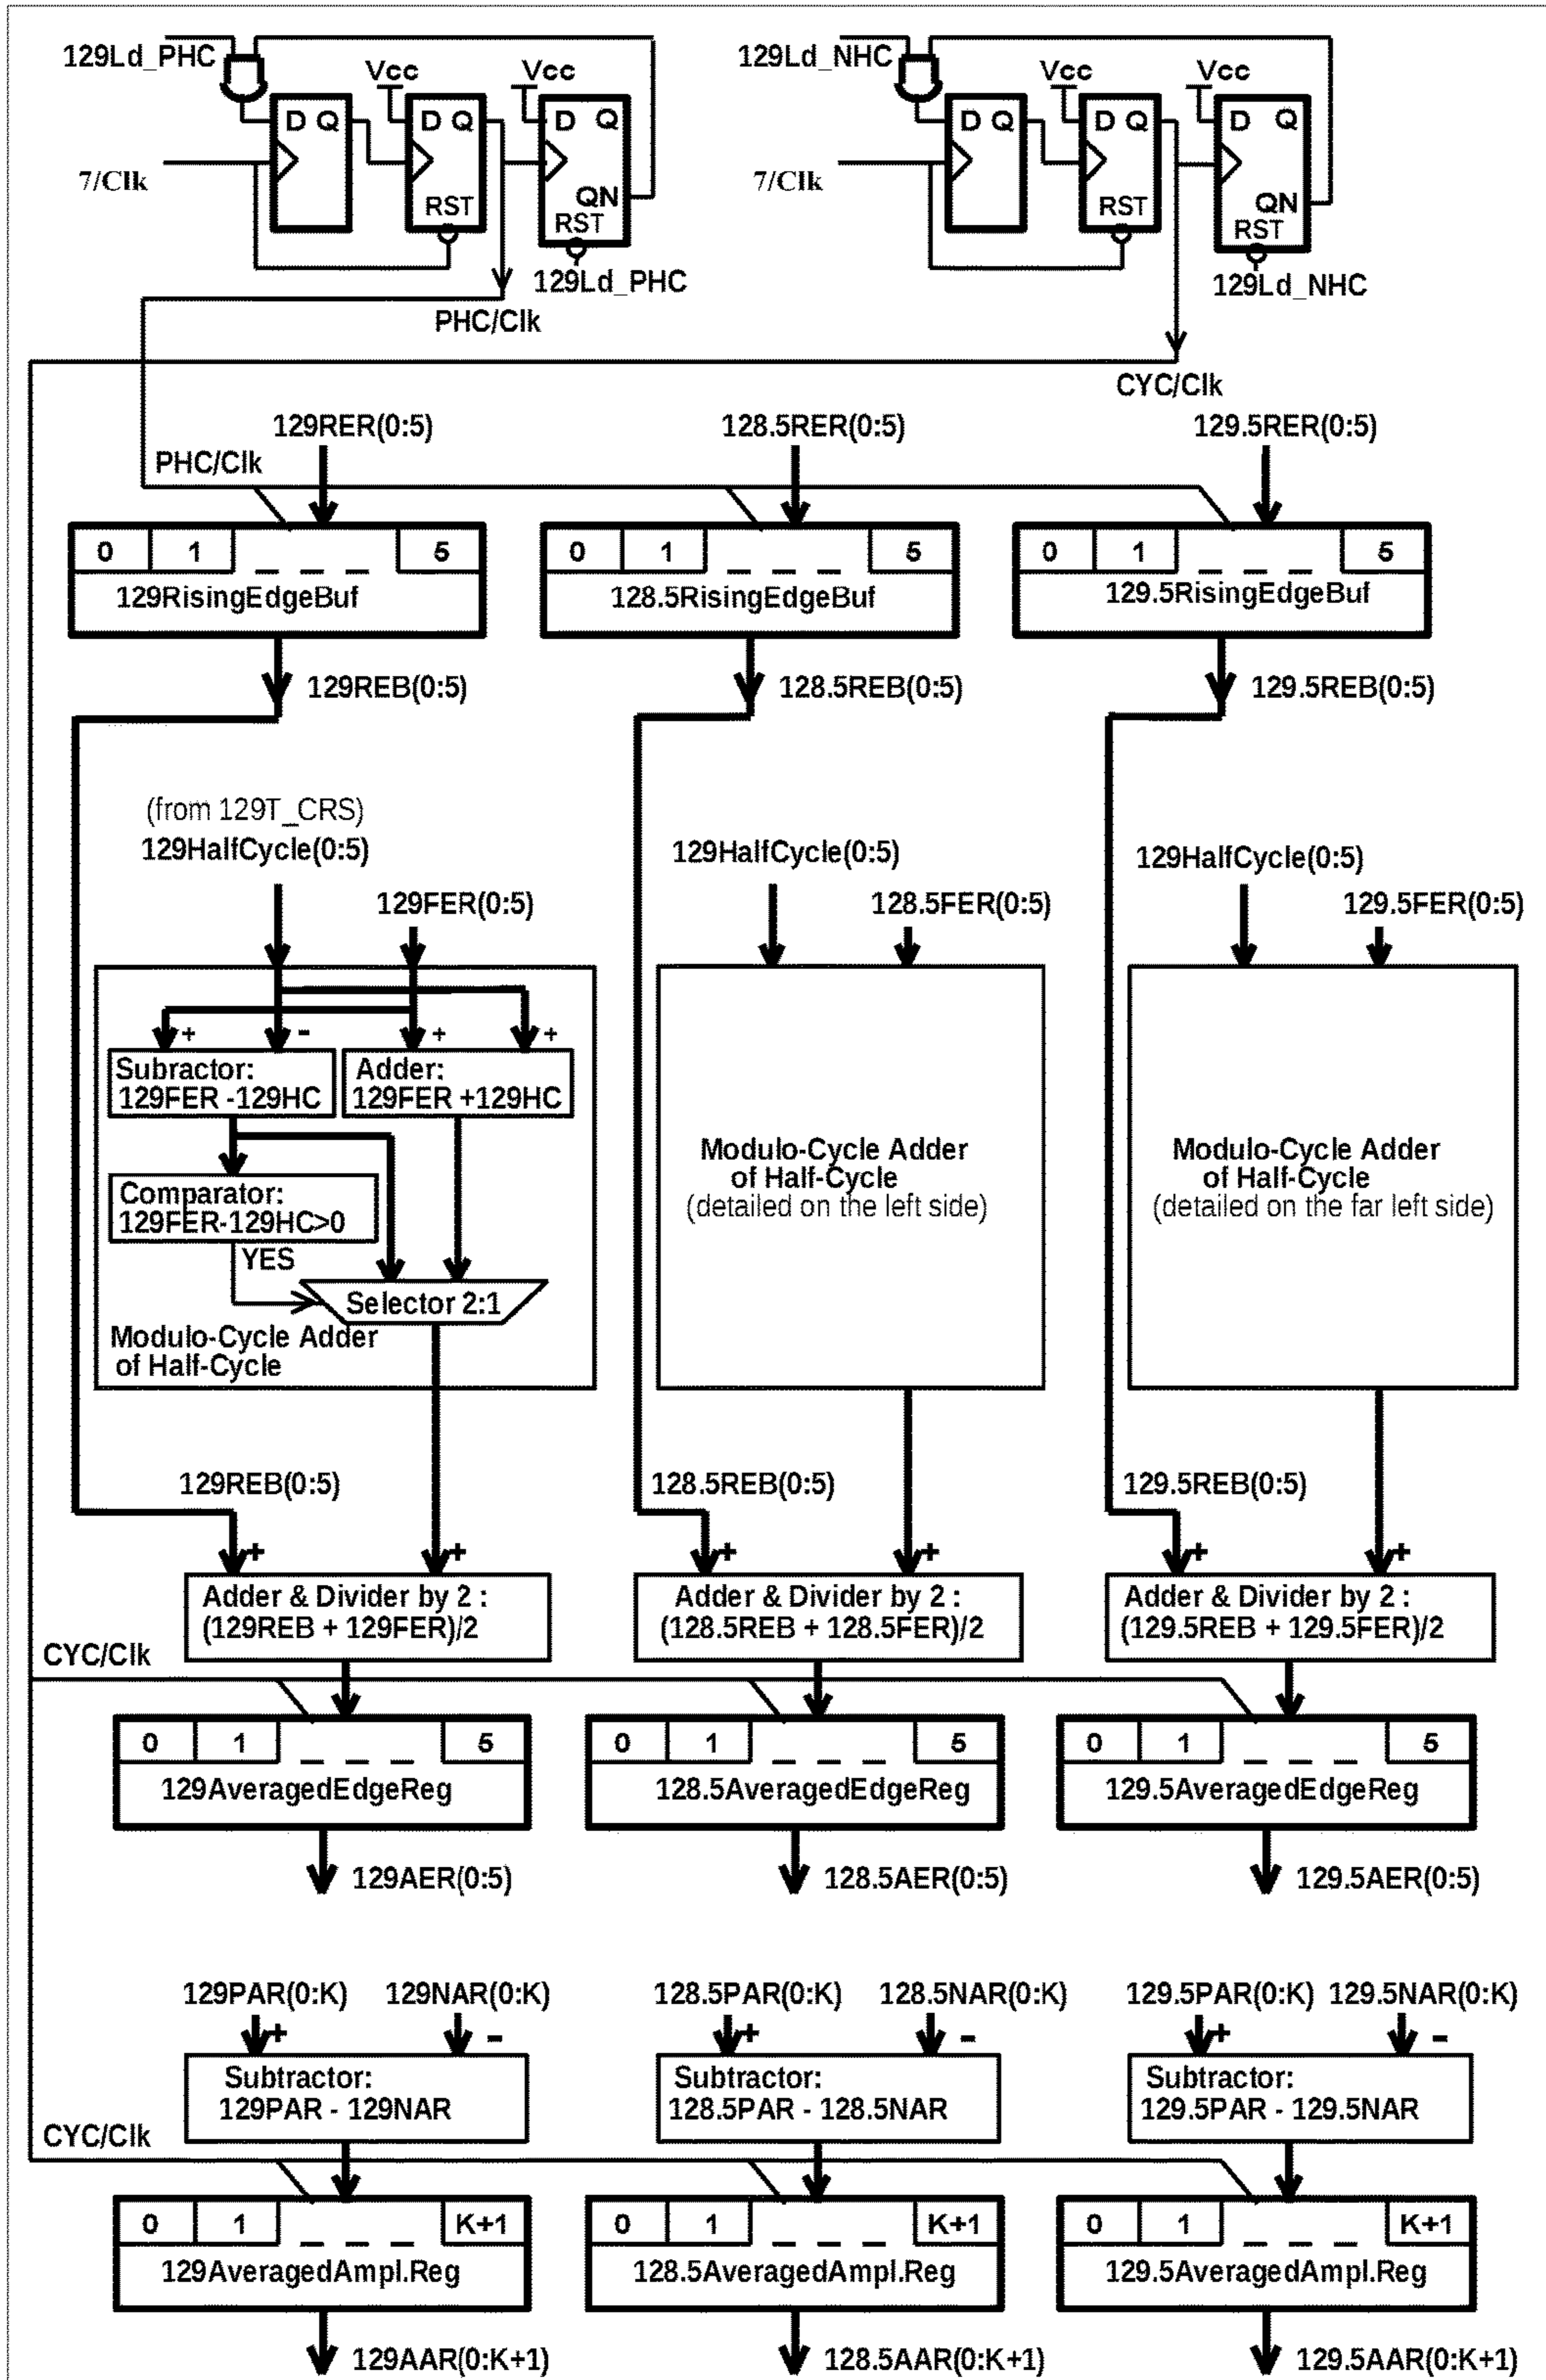 129Ld_PHC
Vcc
Vcc
D Q
D Q
D Q
7/Clk
RST
QN
RST
129Ld_PHC
PHC/Clk
129Ld_NHC
Vcc
Vcc
D Q
D Q
D Q
7/Clk
RST
QN
RST
129Ld_NHC
CYC/Clk
129RER(0:5)
128.5RER(0:5)
129.5RER(0:5)
PHC/Clk
0 1 5
129RisingEdgeBuf
0 1 5
128.5RisingEdgeBuf
0 1 5
129.5RisingEdgeBuf
129REB(0:5)
128.5REB(0:5)
129.5REB(0:5)
(from 129T_CRS)
129HalfCycle(0:5)
129FER(0:5)
129HalfCycle(0:5)
128.5FER(0:5)
129HalfCycle(0:5)
129.5FER(0:5)
+ - + +
Subractor:
129FER -129HC
Adder:
129FER +129HC
Comparator:
129FER-129HC>0
YES
Selector 2:1
Modulo-Cycle Adder
of Half-Cycle
Modulo-Cycle Adder
of Half-Cycle
(detailed on the left side)
Modulo-Cycle Adder
of Half-Cycle
(detailed on the far left side)
129REB(0:5)
128.5REB(0:5)
129.5REB(0:5)
+ + + + + +
Adder & Divider by 2 :
(129REB + 129FER)/2
Adder & Divider by 2 :
(128.5REB + 128.5FER)/2
Adder & Divider by 2 :
(129.5REB + 129.5FER)/2
CYC/Clk
0 1 5
129AveragedEdgeReg
0 1 5
128.5AveragedEdgeReg
0 1 5
129.5AveragedEdgeReg
129AER(0:5)
128.5AER(0:5)
129.5AER(0:5)
129PAR(0:K)
129NAR(0:K)
128.5PAR(0:K)
128.5NAR(0:K)
129.5PAR(0:K)
129.5NAR(0:K)
+ - + - + -
Subtractor:
129PAR - 129NAR
Subtractor:
128.5PAR - 128.5NAR
Subtractor:
129.5PAR - 129.5NAR
CYC/Clk
0 1 K+1
129AveragedAmpl.Reg
0 1 K+1
128.5AveragedAmpl.Reg
0 1 K+1
129.5AveragedAmpl.Reg
129AAR(0:K+1)
128.5AAR(0:K+1)
129.5AAR(0:K+1)